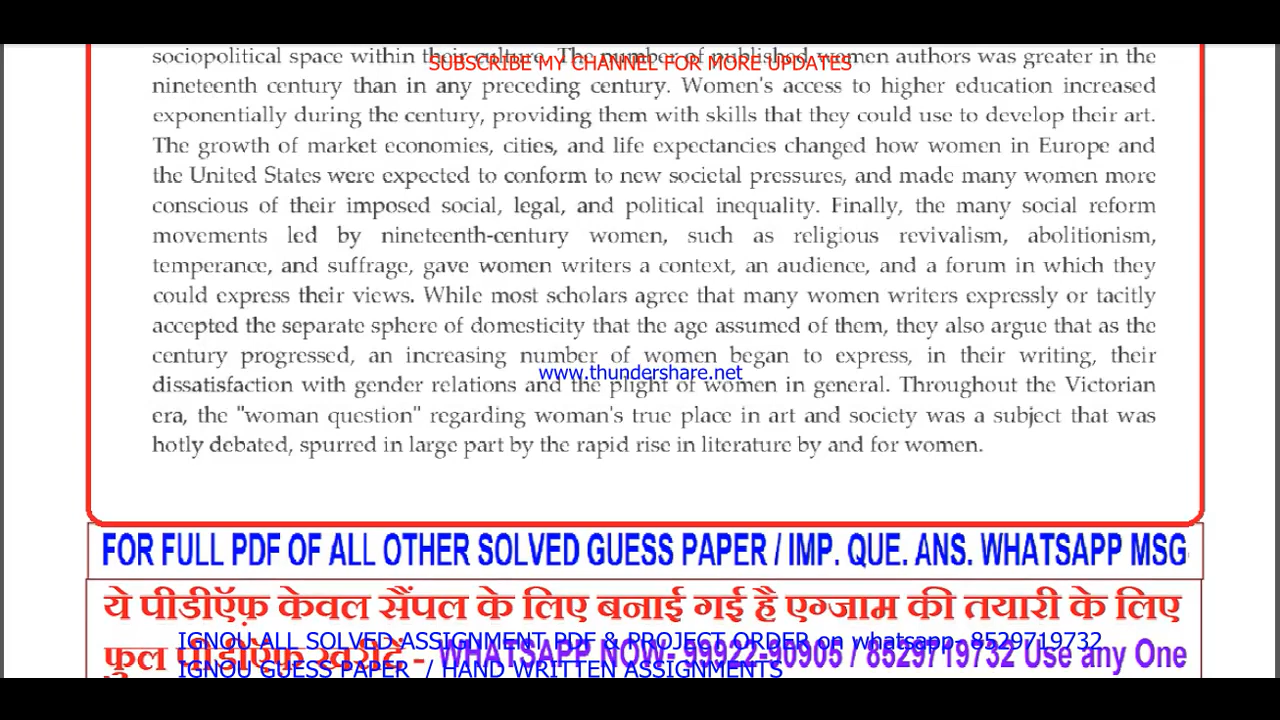 sociopolitical space within their culture. The number of published women authors was greater in the
SUBSCRIBE MY CHANNEL FOR MORE UPDATES
nineteenth century than in any preceding century. Women's access to higher education increased
exponentially during the century, providing them with skills that they could use to develop their art.
The growth of market economies, cities, and life expectancies changed how women in Europe and
the United States were expected to conform to new societal pressures, and made many women more
conscious of their imposed social, legal, and political inequality. Finally, the many social reform
movements led by nineteenth-century women, such as religious revivalism, abolitionism,
temperance, and suffrage, gave women writers a context, an audience, and a forum in which they
could express their views. While most scholars agree that many women writers expressly or tacitly
accepted the separate sphere of domesticity that the age assumed of them, they also argue that as the
century progressed, an increasing number of women began to express, in their writing, their
www.thundershare.net
dissatisfaction with gender relations and the plight of women in general. Throughout the Victorian
era, the "woman question" regarding woman's true place in art and society was a subject that was
hotly debated, spurred in large part by the rapid rise in literature by and for women.
FOR FULL PDF OF ALL OTHER SOLVED GUESS PAPER / IMP. QUE. ANS. WHATSAPP MSG
ये पीडीऍफ़ केवल सैंपल के लिए बनाई गई है एग्जाम की तयारी के लिए
IGNOU ALL SOLVED ASSIGNMENT PDF & PROJECT ORDER on whatsapp- 8529719732
फुल पीडीऍफ़ खरीदें - WHATSAPP NOW- 99922-90905 / 8529719732 Use any One
IGNOU GUESS PAPER / HAND WRITTEN ASSIGNMENTS